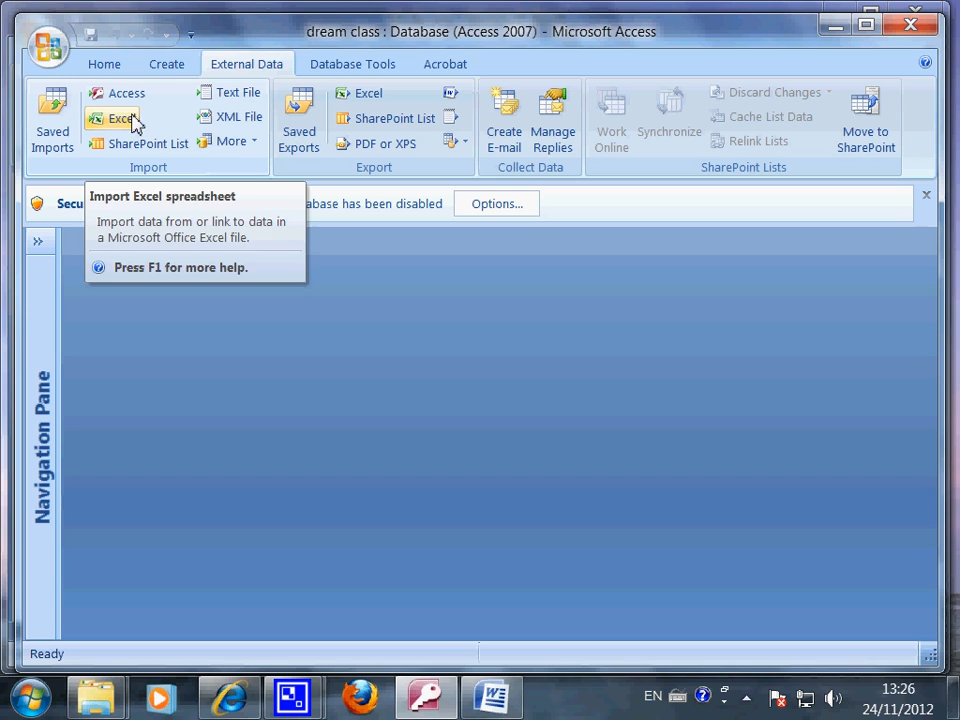 dream class : Database (Access 2007) - Microsoft Access
Home Create External Data Database Tools Acrobat
Saved Imports
Access
Excel
SharePoint List
Text File
XML File
More
Import
Saved Exports
Excel
SharePoint List
PDF or XPS
Export
Create E-mail
Manage Replies
Collect Data
Work Online
Synchronize
Discard Changes
Cache List Data
Relink Lists
Move to SharePoint
SharePoint Lists
Import Excel spreadsheet
Import data from or link to data in
a Microsoft Office Excel file.
Press F1 for more help.
Secu
abase has been disabled
Options...
Navigation Pane
Ready
EN
13:26
24/11/2012